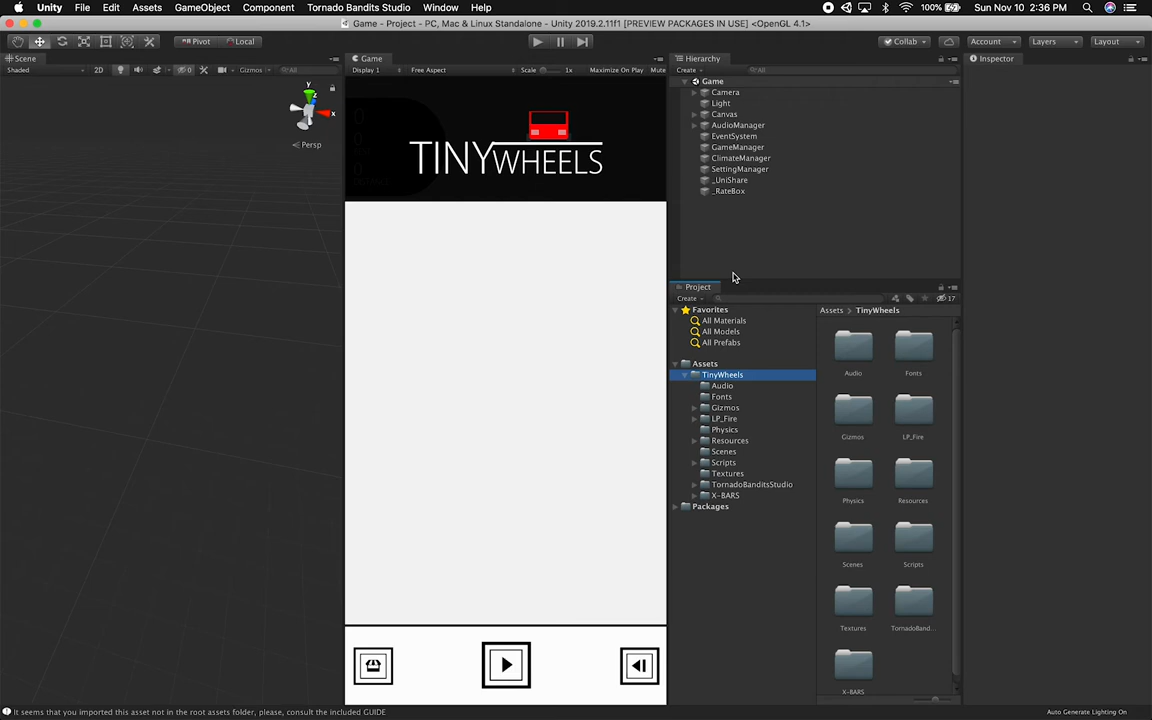 Unity File Edit Assets GameObject Component Tornado Bandits Studio Window Help 100% Sun Nov 10 2:36 PM
Game - Project - PC, Mac & Linux Standalone - Unity 2019.2.11f1 [PREVIEW PACKAGES IN USE] <OpenGL 4.1>
Pivot Local Collab Account Layers Layout
Scene Game Hierarchy Inspector
Shaded 2D 0 Gizmos All Display 1 Free Aspect Scale 1x Maximize On Play Mute Create All
Game
Camera
Light
Canvas
AudioManager
EventSystem
GameManager
ClimateManager
SettingManager
_UniShare
_RateBox
Y
Z
X
Persp
TINYWHEELS
Project
Create 17
Favorites
All Materials
All Models
All Prefabs
Assets
TinyWheels
Audio
Fonts
Gizmos
LP_Fire
Physics
Resources
Scenes
Scripts
Textures
TornadoBanditsStudio
X-BARS
Packages
Assets > TinyWheels
Audio Fonts
Gizmos LP_Fire
Physics Resources
Scenes Scripts
Textures TornadoBand...
X-BARS
It seems that you imported this asset not in the root assets folder, please, consult the included GUIDE
Auto Generate Lighting On